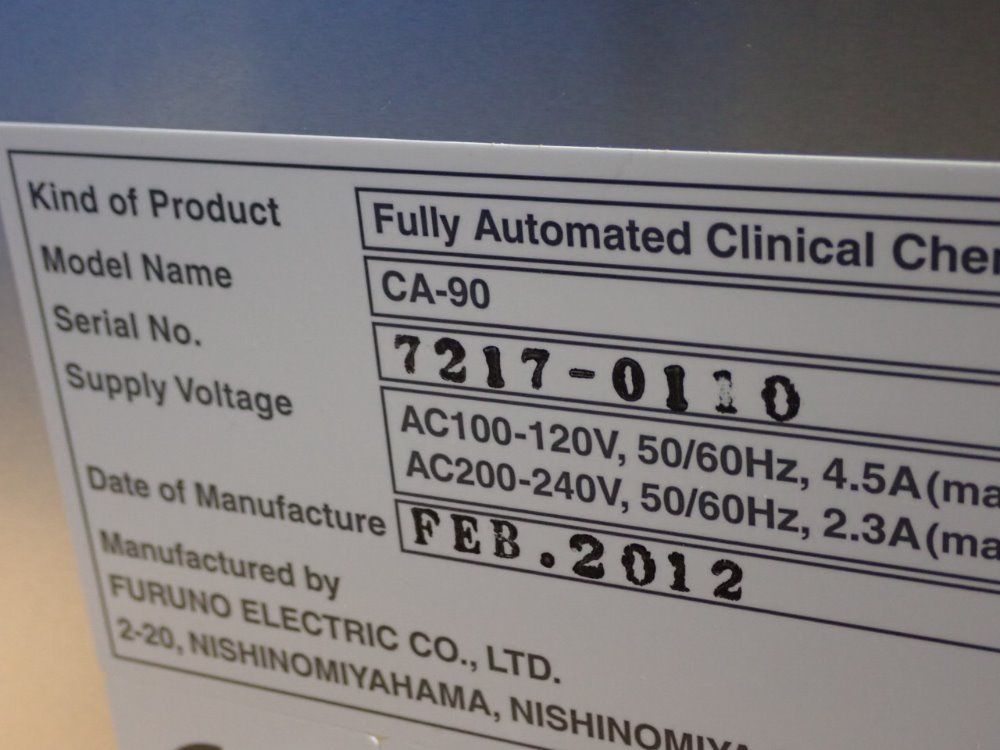 Kind of Product Fully Automated Clinical Che
Model Name CA-90
Serial No. 7217-0110
Supply Voltage AC100-120V, 50/60Hz, 4.5A(ma
AC200-240V, 50/60Hz, 2.3A(ma
Date of Manufacture FEB.2012
Manufactured by
FURUNO ELECTRIC CO., LTD.
2-20, NISHINOMIYAHAMA, NISHINOMIYA